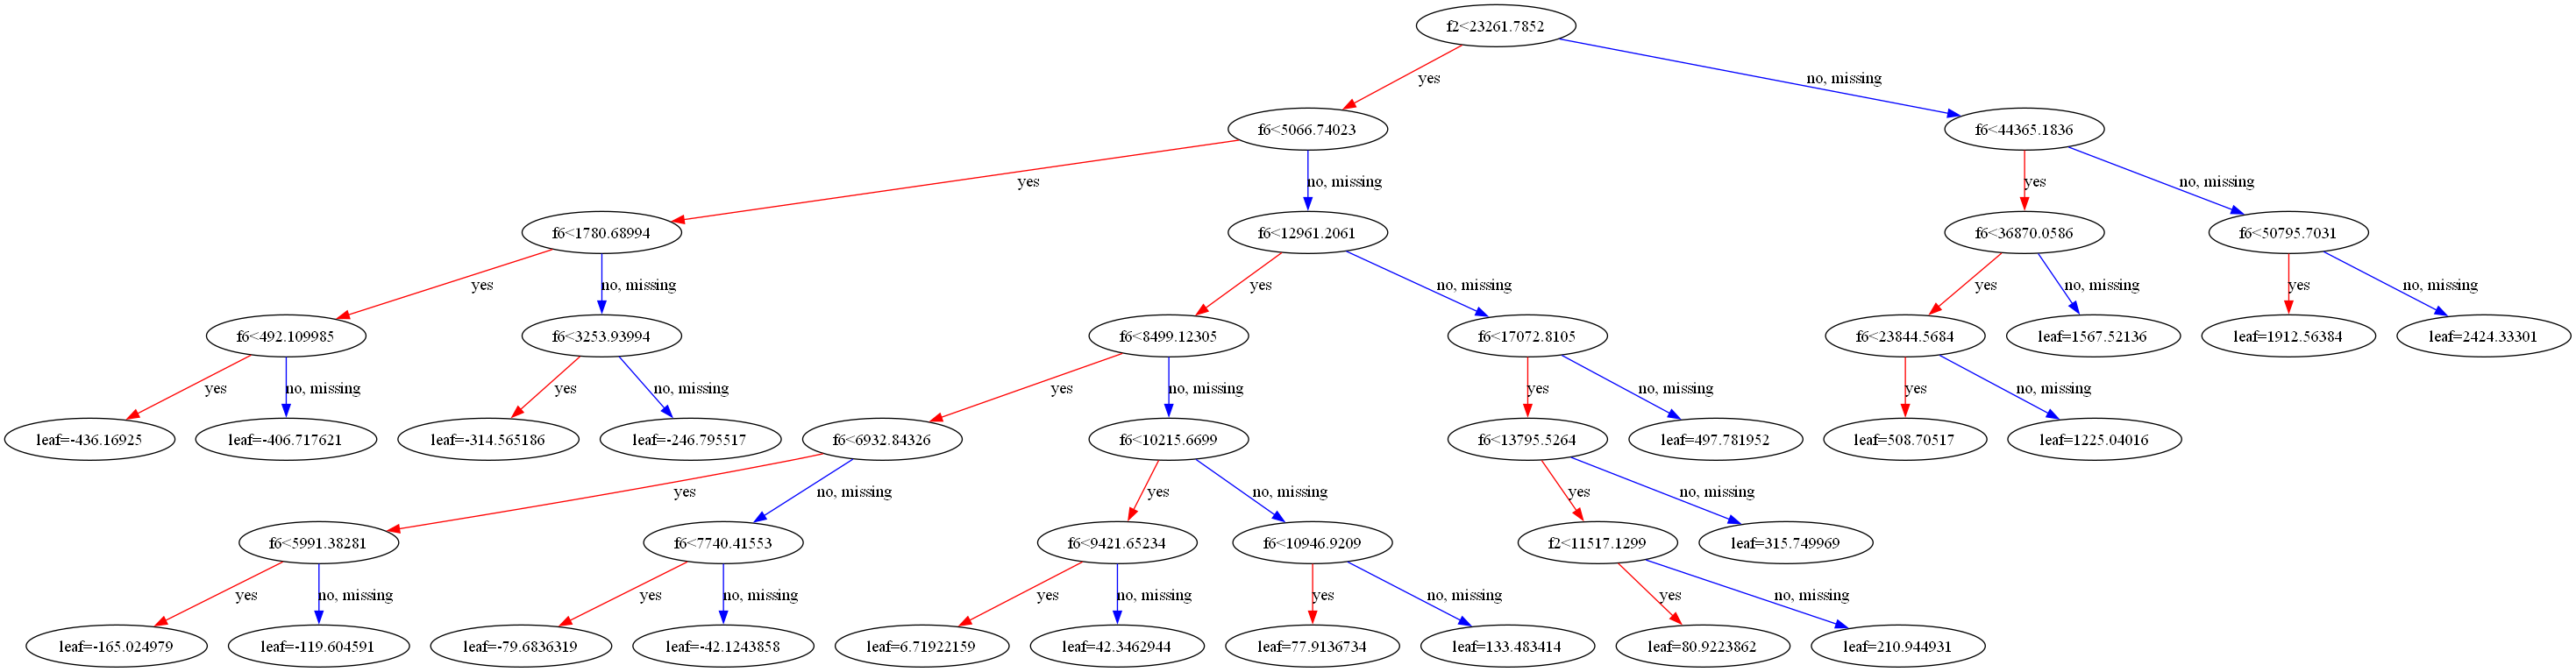 f2<23261.7852
yes
no, missing
f6<5066.74023
f6<44365.1836
yes
no, missing
yes
no, missing
f6<1780.68994
f6<12961.2061
f6<36870.0586
f6<50795.7031
yes
no, missing
yes
no, missing
yes
no, missing
yes
no, missing
f6<492.109985
f6<3253.93994
f6<8499.12305
f6<17072.8105
f6<23844.5684
leaf=1567.52136
leaf=1912.56384
leaf=2424.33301
yes
no, missing
yes
no, missing
yes
no, missing
yes
no, missing
yes
no, missing
leaf=-436.16925
leaf=-406.717621
leaf=-314.565186
leaf=-246.795517
f6<6932.84326
f6<10215.6699
f6<13795.5264
leaf=497.781952
leaf=508.70517
leaf=1225.04016
yes
no, missing
yes
no, missing
yes
no, missing
f6<5991.38281
f6<7740.41553
f6<9421.65234
f6<10946.9209
f2<11517.1299
leaf=315.749969
yes
no, missing
yes
no, missing
yes
no, missing
yes
no, missing
yes
no, missing
leaf=-165.024979
leaf=-119.604591
leaf=-79.6836319
leaf=-42.1243858
leaf=6.71922159
leaf=42.3462944
leaf=77.9136734
leaf=133.483414
leaf=80.9223862
leaf=210.944931